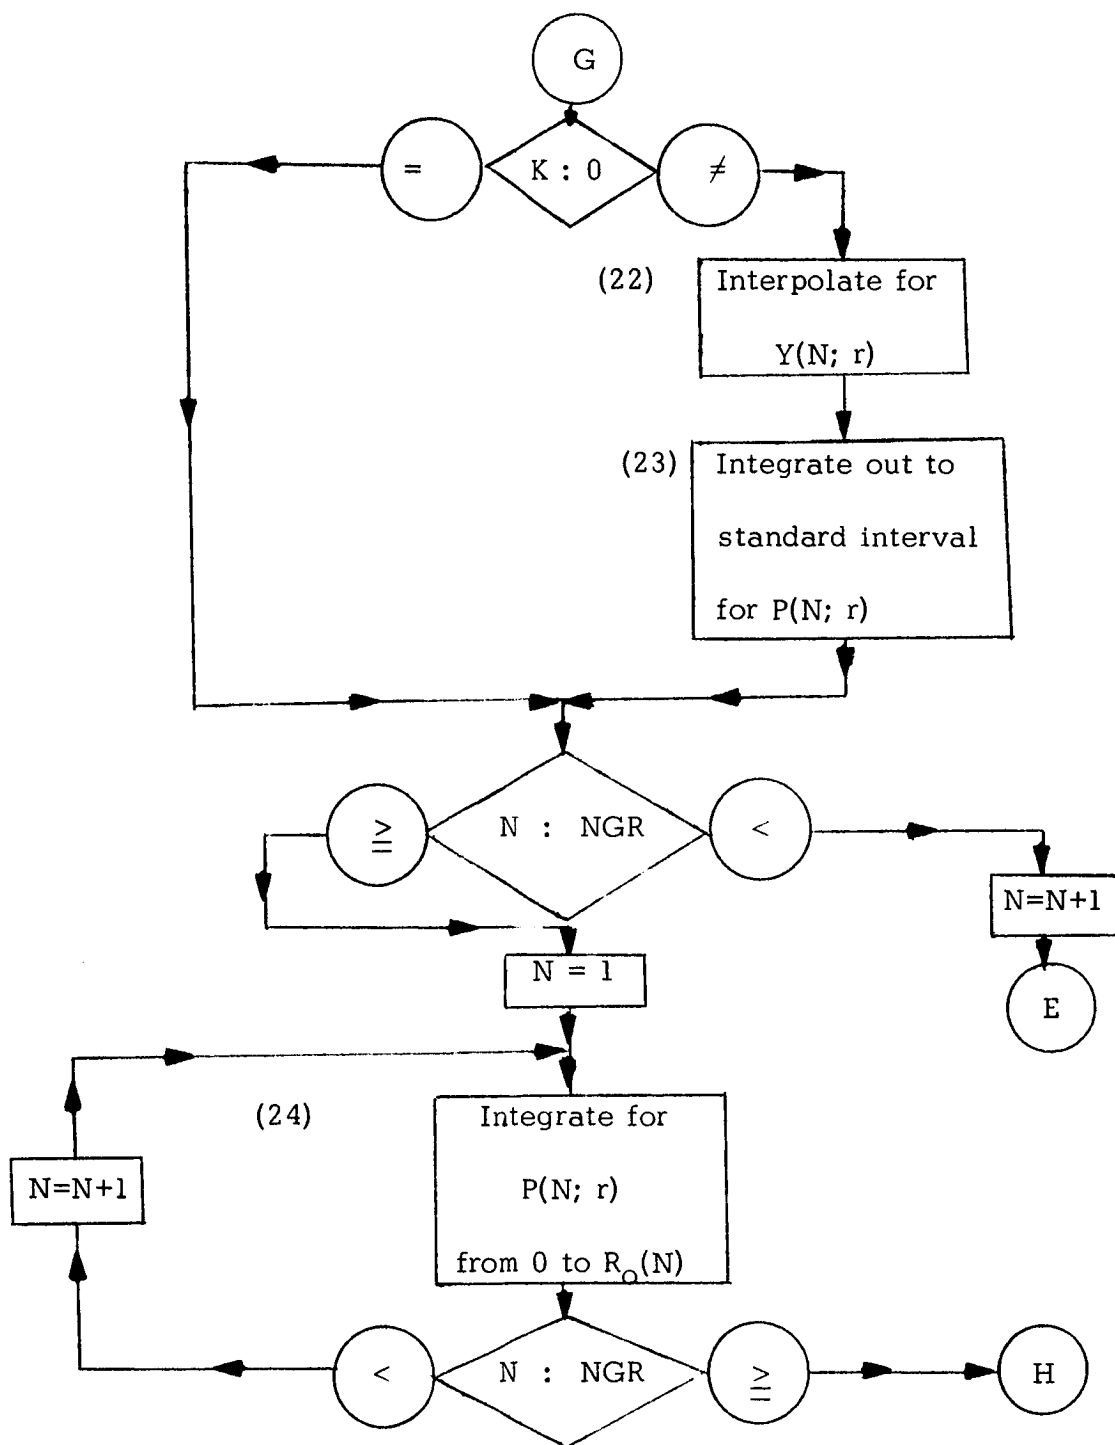 G
=
K : 0
≠
(22)
Interpolate for
Y(N; r)
(23)
Integrate out to
standard interval
for P(N; r)
≧
N : NGR
<
N=N+1
E
N = 1
(24)
Integrate for
P(N; r)
from 0 to R_O(N)
N=N+1
<
N : NGR
≧
H